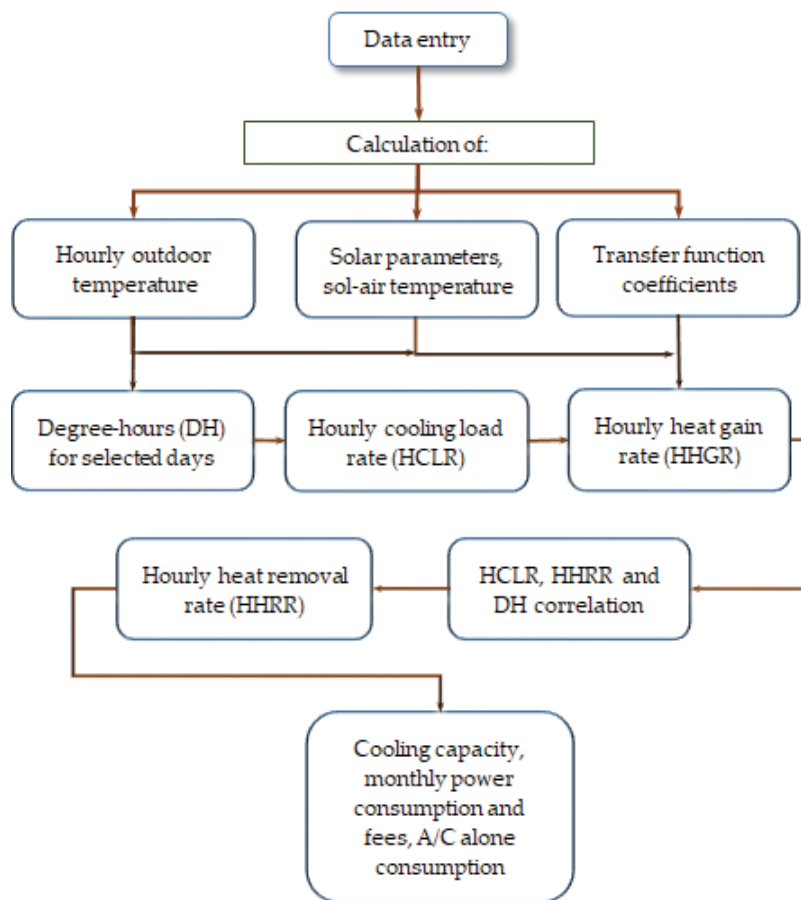 Data entry
Calculation of:
Hourly outdoor
temperature
Solar parameters,
sol-air temperature
Transfer function
coefficients
Degree-hours (DH)
for selected days
Hourly cooling load
rate (HCLR)
Hourly heat gain
rate (HHGR)
Hourly heat removal
rate (HHRR)
HCLR, HHRR and
DH correlation
Cooling capacity,
monthly power
consumption and
fees, A/C alone
consumption